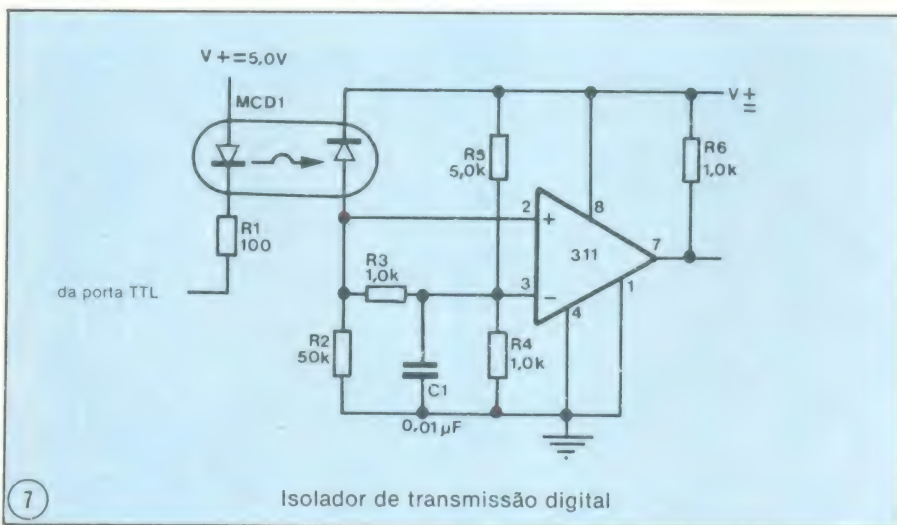 V+=5,0V
MCD1
V+
=
R5
5,0k
R6
1,0k
R1
100
2
+
8
311
7
3
-
1
4
R3
1,0k
da porta TTL
R2
50k
R4
1,0k
C1
0.01µF
7
Isolador de transmissão digital